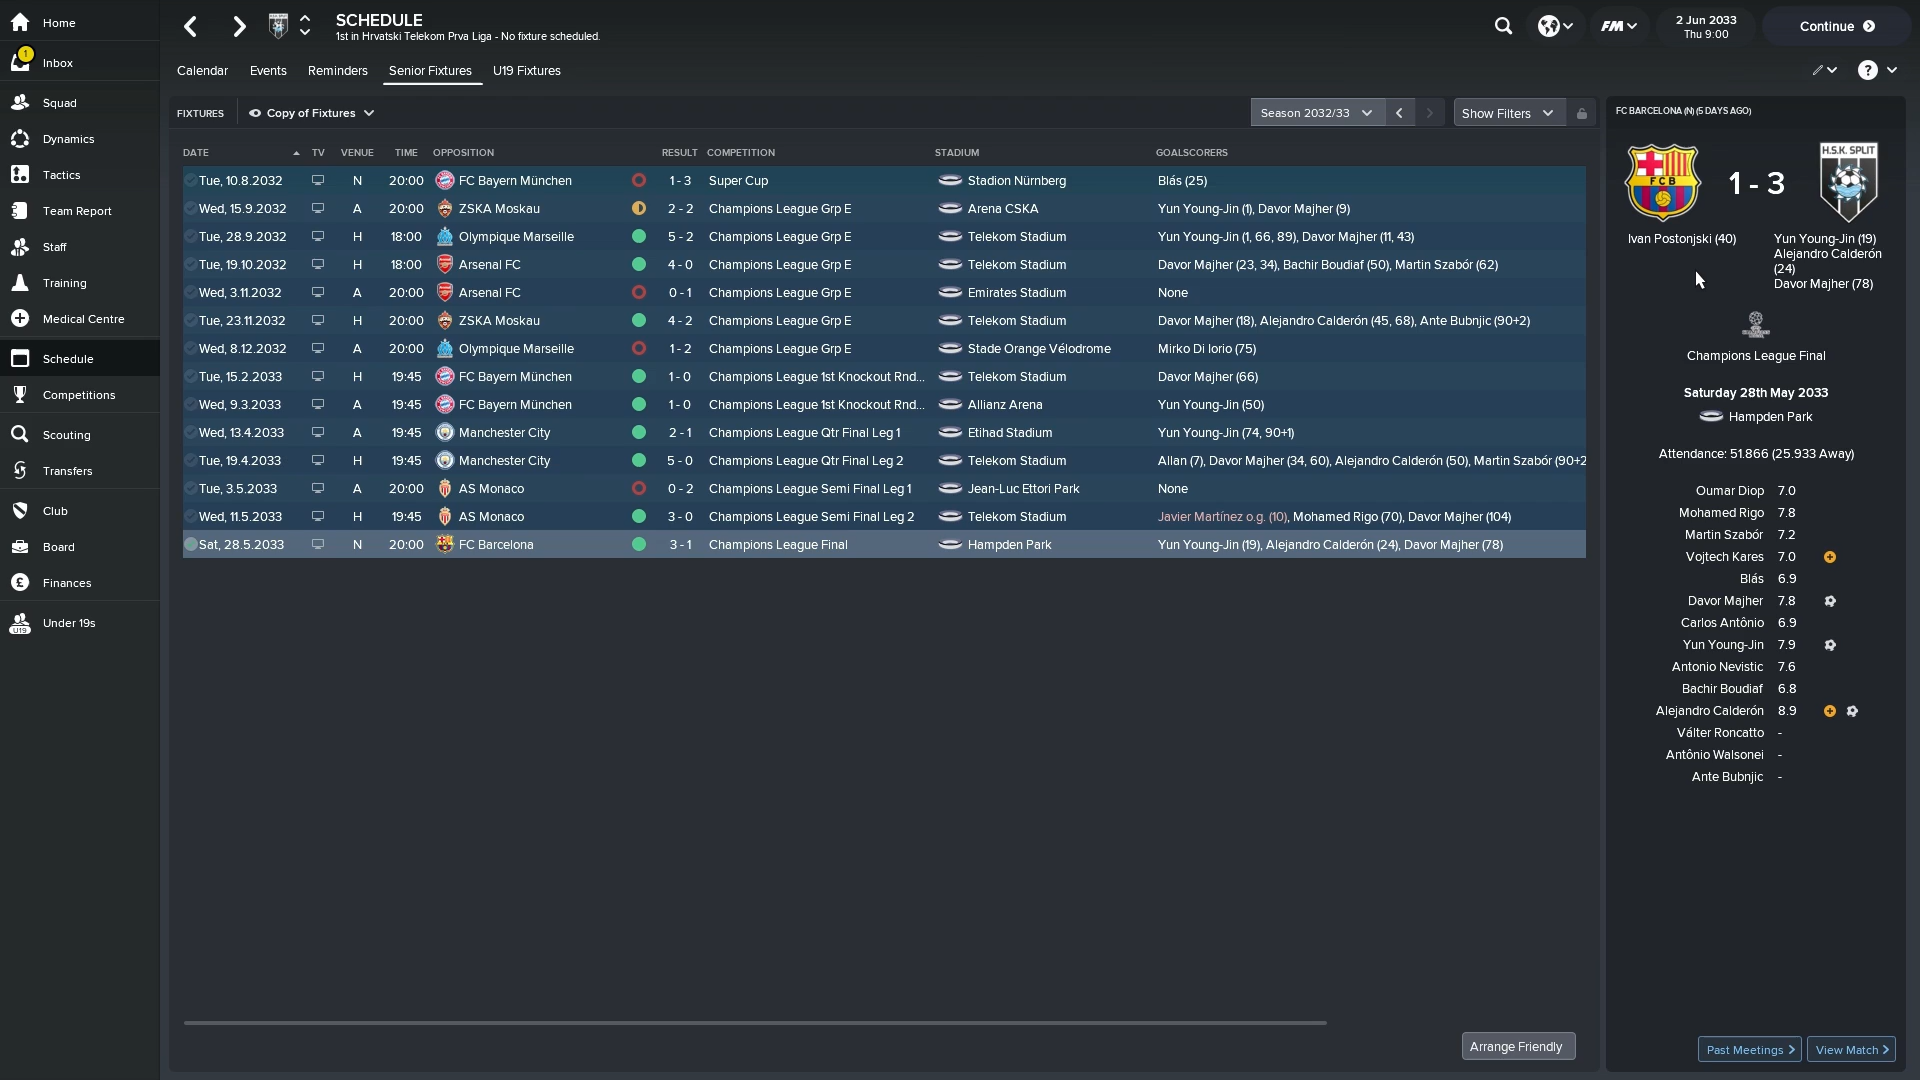 Home
Inbox
1
Squad
Dynamics
Tactics
Team Report
Staff
Training
Medical Centre
Schedule
Competitions
Scouting
Transfers
Club
Board
Finances
Under 19s
U19
SCHEDULE
1st in Hrvatski Telekom Prva Liga - No fixture scheduled.
FM
2 Jun 2033
Thu 9:00
Continue
Calendar Events Reminders Senior Fixtures U19 Fixtures
?
FIXTURES Copy of Fixtures Season 2032/33 Show Filters
DATE TV VENUE TIME OPPOSITION RESULT COMPETITION STADIUM GOALSCORERS
Tue, 10.8.2032 N 20:00 FC Bayern München 1 - 3 Super Cup Stadion Nürnberg Blás (25)
Wed, 15.9.2032 A 20:00 ZSKA Moskau 2 - 2 Champions League Grp E Arena CSKA Yun Young-Jin (1), Davor Majher (9)
Tue, 28.9.2032 H 18:00 Olympique Marseille 5 - 2 Champions League Grp E Telekom Stadium Yun Young-Jin (1, 66, 89), Davor Majher (11, 43)
Tue, 19.10.2032 H 18:00 Arsenal FC 4 - 0 Champions League Grp E Telekom Stadium Davor Majher (23, 34), Bachir Boudiaf (50), Martin Szabór (62)
Wed, 3.11.2032 A 20:00 Arsenal FC 0 - 1 Champions League Grp E Emirates Stadium None
Tue, 23.11.2032 H 20:00 ZSKA Moskau 4 - 2 Champions League Grp E Telekom Stadium Davor Majher (18), Alejandro Calderón (45, 68), Ante Bubnjic (90+2)
Wed, 8.12.2032 A 20:00 Olympique Marseille 1 - 2 Champions League Grp E Stade Orange Vélodrome Mirko Di Iorio (75)
Tue, 15.2.2033 H 19:45 FC Bayern München 1 - 0 Champions League 1st Knockout Rnd... Telekom Stadium Davor Majher (66)
Wed, 9.3.2033 A 19:45 FC Bayern München 1 - 0 Champions League 1st Knockout Rnd... Allianz Arena Yun Young-Jin (50)
Wed, 13.4.2033 A 19:45 Manchester City 2 - 1 Champions League Qtr Final Leg 1 Etihad Stadium Yun Young-Jin (74, 90+1)
Tue, 19.4.2033 H 19:45 Manchester City 5 - 0 Champions League Qtr Final Leg 2 Telekom Stadium Allan (7), Davor Majher (34, 60), Alejandro Calderón (50), Martin Szabór (90+2
Tue, 3.5.2033 A 20:00 AS Monaco 0 - 2 Champions League Semi Final Leg 1 Jean-Luc Ettori Park None
Wed, 11.5.2033 H 19:45 AS Monaco 3 - 0 Champions League Semi Final Leg 2 Telekom Stadium Javier Martínez o.g. (10), Mohamed Rigo (70), Davor Majher (104)
Sat, 28.5.2033 N 20:00 FC Barcelona 3 - 1 Champions League Final Hampden Park Yun Young-Jin (19), Alejandro Calderón (24), Davor Majher (78)
Arrange Friendly
FC BARCELONA (N) (5 DAYS AGO)
FCB
1 - 3
H.S.K. SPLIT
Ivan Postonjski (40)
Yun Young-Jin (19)
Alejandro Calderón
(24)
Davor Majher (78)
Champions League Final
Saturday 28th May 2033
Hampden Park
Attendance: 51.866 (25.933 Away)
Oumar Diop 7.0
Mohamed Rigo 7.8
Martin Szabór 7.2
Vojtech Kares 7.0
Blás 6.9
Davor Majher 7.8
Carlos Antônio 6.9
Yun Young-Jin 7.9
Antonio Nevistic 7.6
Bachir Boudiaf 6.8
Alejandro Calderón 8.9
Válter Roncatto -
Antônio Walsonei -
Ante Bubnjic -
Past Meetings View Match